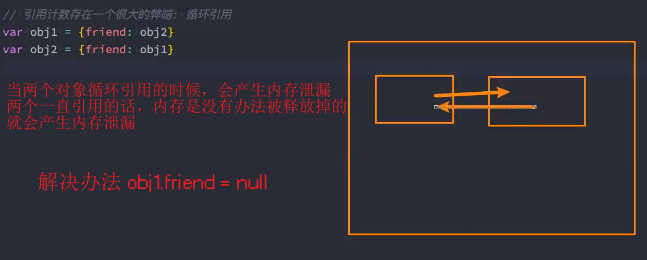 // 引用计数存在一个很大的弊端: 循环引用
var obj1 = {friend: obj2}
var obj2 = {friend: obj1}
当两个对象循环引用的时候，会产生内存泄漏
两个一直引用的话，内存是没有办法被释放掉的
就会产生内存泄漏
解决办法 obj1.friend = null